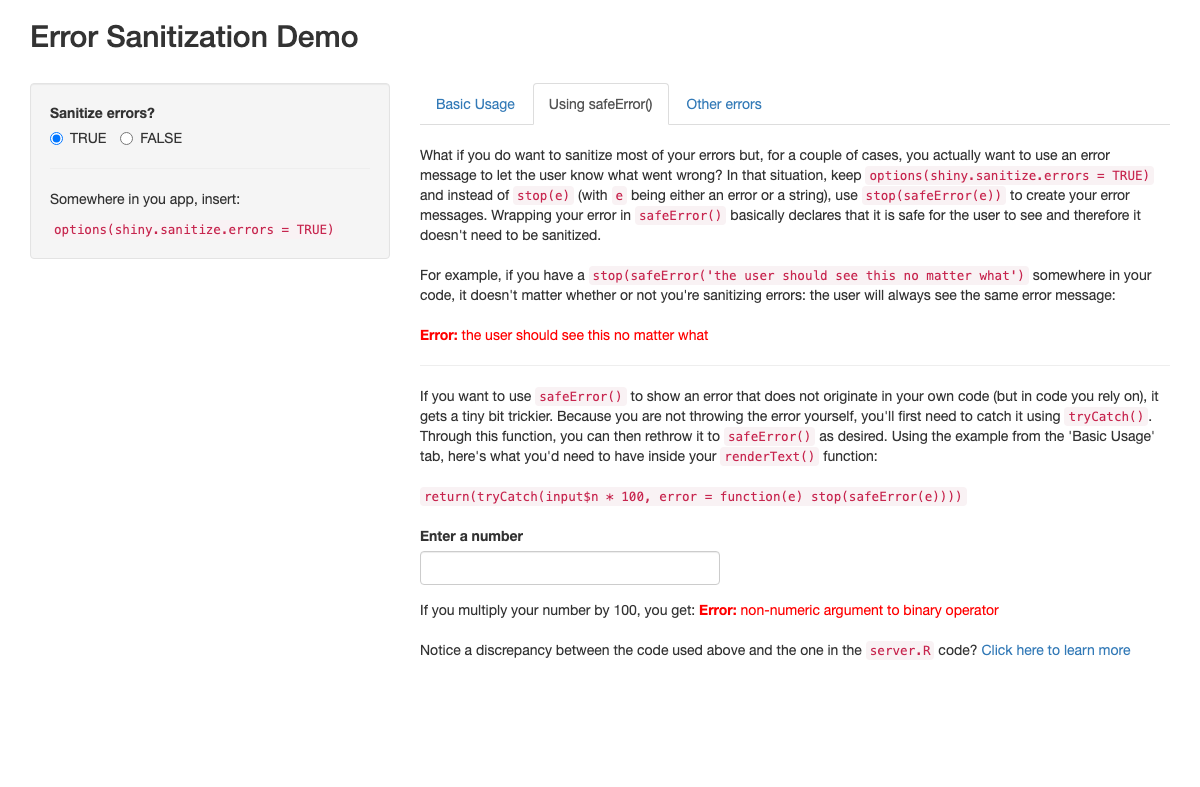 Error Sanitization Demo
Sanitize errors?
TRUE FALSE
Somewhere in you app, insert:
options(shiny.sanitize.errors = TRUE)
Basic Usage Using safeError() Other errors
What if you do want to sanitize most of your errors but, for a couple of cases, you actually want to use an error
message to let the user know what went wrong? In that situation, keep options(shiny.sanitize.errors = TRUE)
and instead of stop(e) (with e being either an error or a string), use stop(safeError(e)) to create your error
messages. Wrapping your error in safeError() basically declares that it is safe for the user to see and therefore it
doesn't need to be sanitized.
For example, if you have a stop(safeError('the user should see this no matter what') somewhere in your
code, it doesn't matter whether or not you're sanitizing errors: the user will always see the same error message:
Error: the user should see this no matter what
If you want to use safeError() to show an error that does not originate in your own code (but in code you rely on), it
gets a tiny bit trickier. Because you are not throwing the error yourself, you'll first need to catch it using tryCatch().
Through this function, you can then rethrow it to safeError() as desired. Using the example from the 'Basic Usage'
tab, here's what you'd need to have inside your renderText() function:
return(tryCatch(input$n * 100, error = function(e) stop(safeError(e))))
Enter a number
If you multiply your number by 100, you get: Error: non-numeric argument to binary operator
Notice a discrepancy between the code used above and the one in the server.R code? Click here to learn more